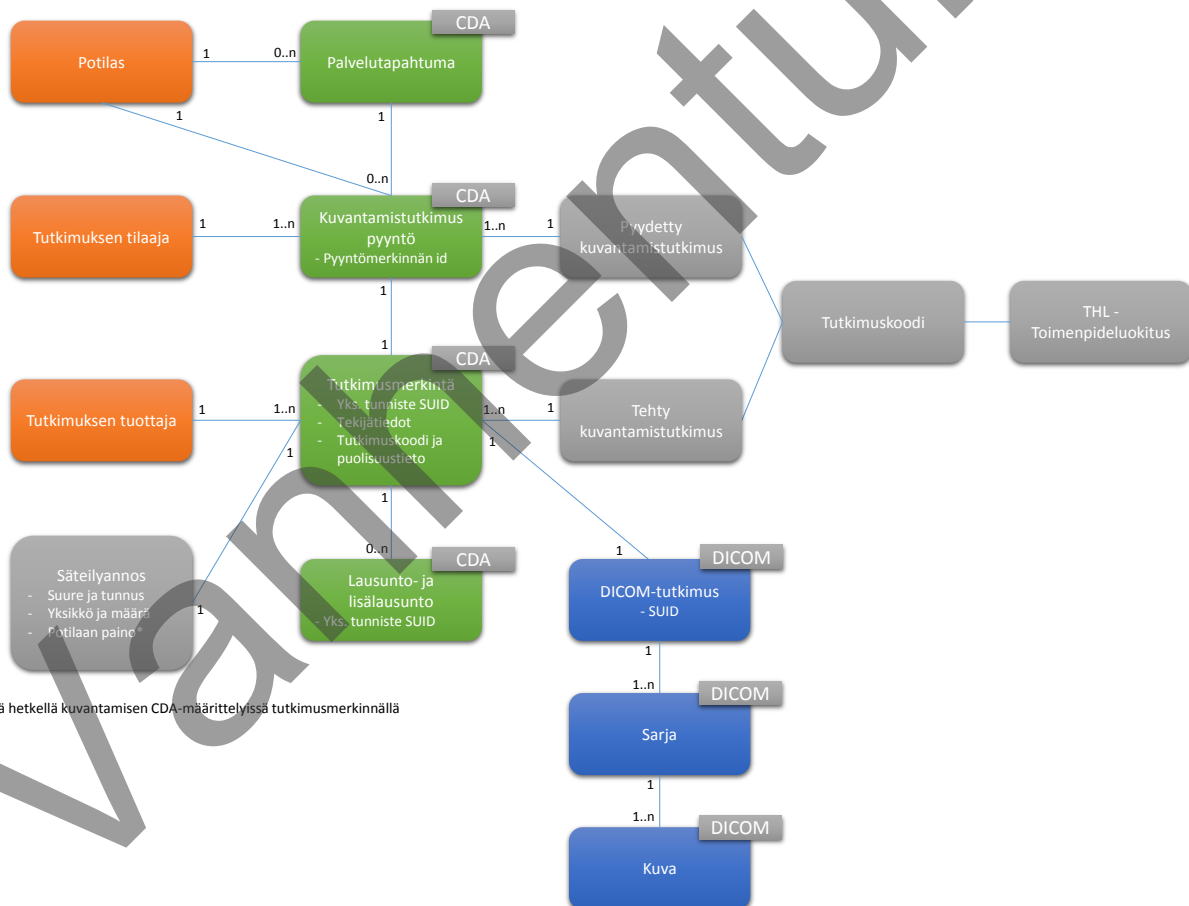 CDA
Potilas
1
0..n
Palvelutapahtuma
1
1
0..n
CDA
Tutkimuksen tilaaja
1
1..n
Kuvantamistutkimus
pyyntö
- Pyyntömerkinnän id
1..n
1
Pyydetty
kuvantamistutkimus
Tutkimuskoodi
THL -
Toimenpideluokitus
1
1
CDA
Tutkimuksen tuottaja
1
1..n
Tutkimusmerkintä
- Yks. tunniste SUID
- Tekijätiedot
- Tutkimuskoodi ja
puolisuustieto
1..n
1
Tehty
kuvantamistutkimus
1
1
1
0..n
CDA
1
DICOM
Säteilyannos
- Suure ja tunnus
- Yksikkö ja määrä
- Potilaan paino*
1
Lausunto- ja
lisälausunto
- Yks. tunniste SUID
DICOM-tutkimus
- SUID
1
1..n
DICOM
ä hetkellä kuvantamisen CDA-määrittelyissä tutkimusmerkinnällä
Sarja
1
1..n
DICOM
Kuva
Vanhentun